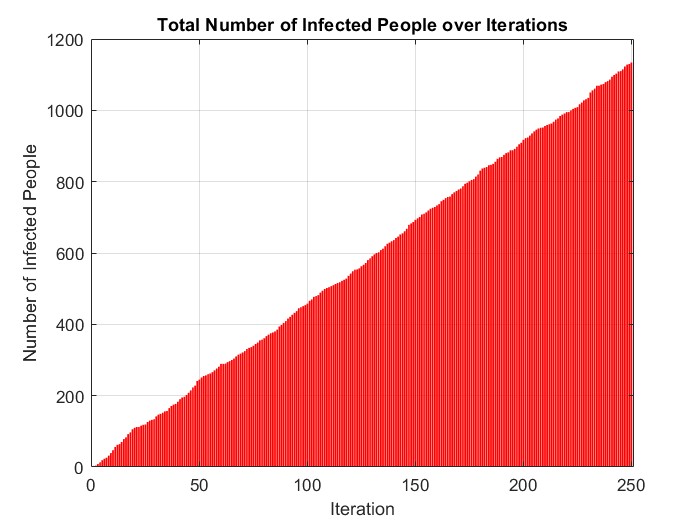 Total Number of Infected People over Iterations
1200
1000
800
600
400
200
0
Number of Infected People
0 50 100 150 200 250
Iteration